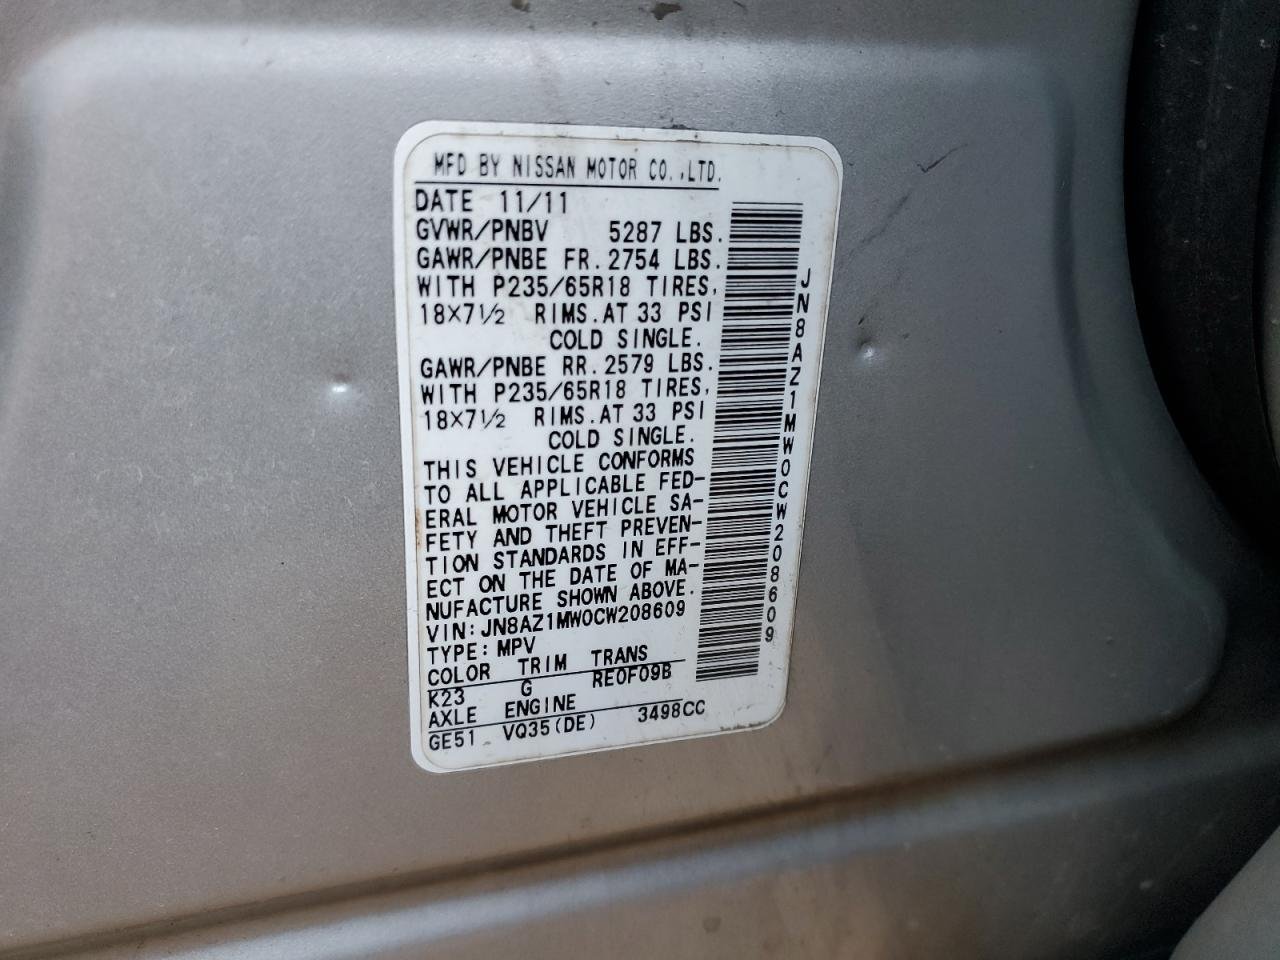 MFD BY NISSAN MOTOR CO.,LTD.
DATE 11/11
GVWR/PNBV 5287 LBS.
GAWR/PNBE FR. 2754 LBS.
WITH P235/65R18 TIRES,
18×7½ RIMS. AT 33 PSI
COLD SINGLE.
GAWR/PNBE RR. 2579 LBS.
WITH P235/65R18 TIRES,
18×7½ RIMS. AT 33 PSI
COLD SINGLE.
THIS VEHICLE CONFORMS
TO ALL APPLICABLE FED-
ERAL MOTOR VEHICLE SA-
FETY AND THEFT PREVEN-
TION STANDARDS IN EFF-
ECT ON THE DATE OF MA-
NUFACTURE SHOWN ABOVE.
VIN:JN8AZ1MW0CW208609
TYPE:MPV
COLOR TRIM TRANS
K23 G RE0F09B
AXLE ENGINE
GE51 VQ35(DE) 3498CC
JN8AZ1MW0CW208609